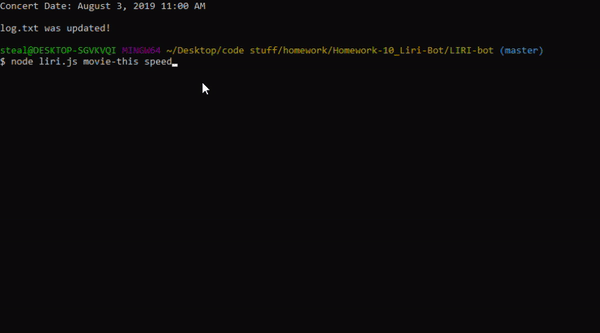 Concert Date: August 3, 2019 11:00 AM
log.txt was updated!
steal@DESKTOP-SGVKVQI MINGW64 ~/Desktop/code stuff/homework/Homework-10_Liri-Bot/LIRI-bot (master)
$ node liri.js movie-this speed